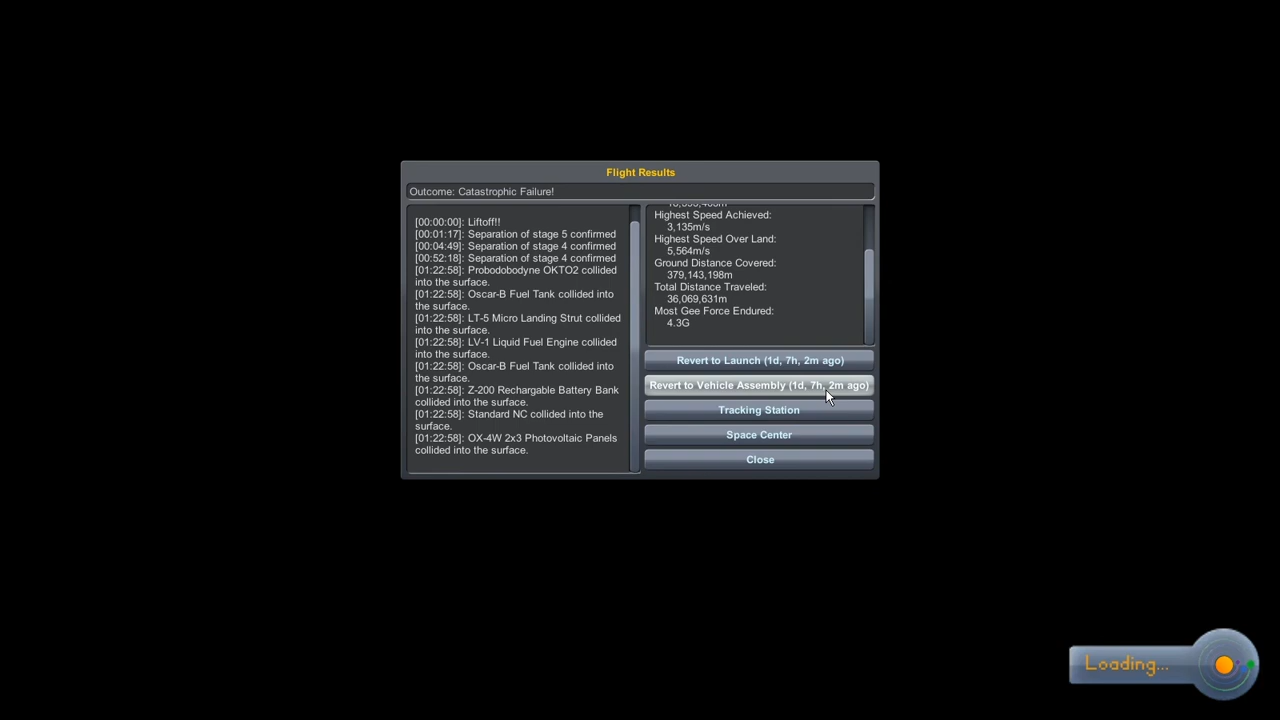 Flight Results
Outcome: Catastrophic Failure!
[00:00:00]: Liftoff!!
[00:01:17]: Separation of stage 5 confirmed
[00:04:49]: Separation of stage 4 confirmed
[00:52:18]: Separation of stage 4 confirmed
[01:22:58]: Probodobodyne OKTO2 collided
into the surface.
[01:22:58]: Oscar-B Fuel Tank collided into
the surface.
[01:22:58]: LT-5 Micro Landing Strut collided
into the surface.
[01:22:58]: LV-1 Liquid Fuel Engine collided
into the surface.
[01:22:58]: Oscar-B Fuel Tank collided into
the surface.
[01:22:58]: Z-200 Rechargable Battery Bank
collided into the surface.
[01:22:58]: Standard NC collided into the
surface.
[01:22:58]: OX-4W 2x3 Photovoltaic Panels
collided into the surface.
Highest Speed Achieved:
3,135m/s
Highest Speed Over Land:
5,564m/s
Ground Distance Covered:
379,143,198m
Total Distance Traveled:
36,069,631m
Most Gee Force Endured:
4.3G
Revert to Launch (1d, 7h, 2m ago)
Revert to Vehicle Assembly (1d, 7h, 2m ago)
Tracking Station
Space Center
Close
Loading...